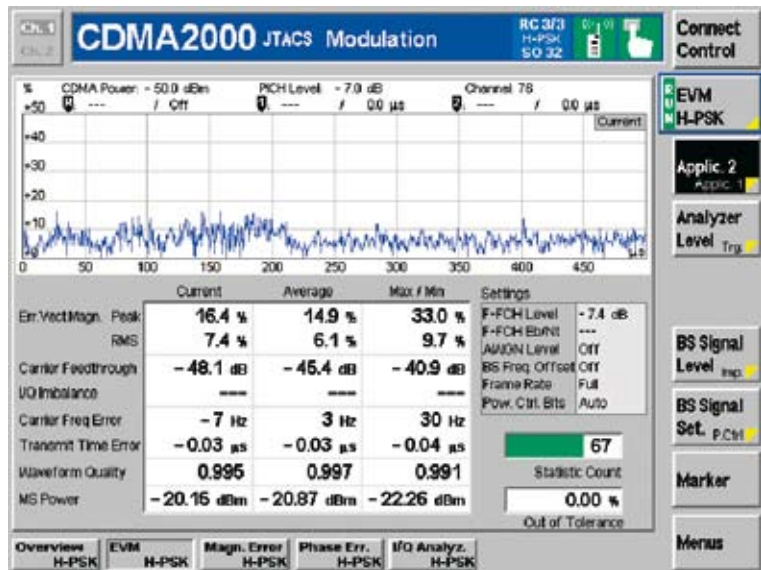 Ch. 1
Ch. 2
CDMA2000 JTACS Modulation
RC 3/3
H-PSK
SO 32
Connect
Control
% CDMA Power: - 50.0 dBm PICH Level: - 7.0 dB Channel: 76
--- / Off --- / 0.0 µs --- / 0.0 µs
Current
+50
+40
+30
+20
+10
+0
0 50 100 150 200 250 300 350 400 450 µs
RUN
EVM
H-PSK
Applic. 2
Applic. 1
Analyzer
Level Trg.
BS Signal
Level Imp.
BS Signal
Set. P.Ctrl
Marker
Menus
Current Average Max / Min
Err.Vect.Magn. Peak 16.4 % 14.9 % 33.0 %
RMS 7.4 % 6.1 % 9.7 %
Carrier Feedthrough - 48.1 dB - 45.4 dB - 40.9 dB
I/Q Imbalance --- --- ---
Carrier Freq Error - 7 Hz 3 Hz 30 Hz
Transmit Time Error - 0.03 µs - 0.03 µs - 0.04 µs
Waveform Quality 0.995 0.997 0.991
MS Power - 20.15 dBm - 20.87 dBm - 22.26 dBm
Settings
F-FCH Level - 7.4 dB
F-FCH Eb/Nt ---
AWGN Level Off
BS Freq. Offset Off
Frame Rate Full
Pow. Ctrl. Bits Auto
67
Statistic Count
0.00 %
Out of Tolerance
Overview H-PSK
EVM H-PSK
Magn. Error H-PSK
Phase Err. H-PSK
I/Q Analyz. H-PSK